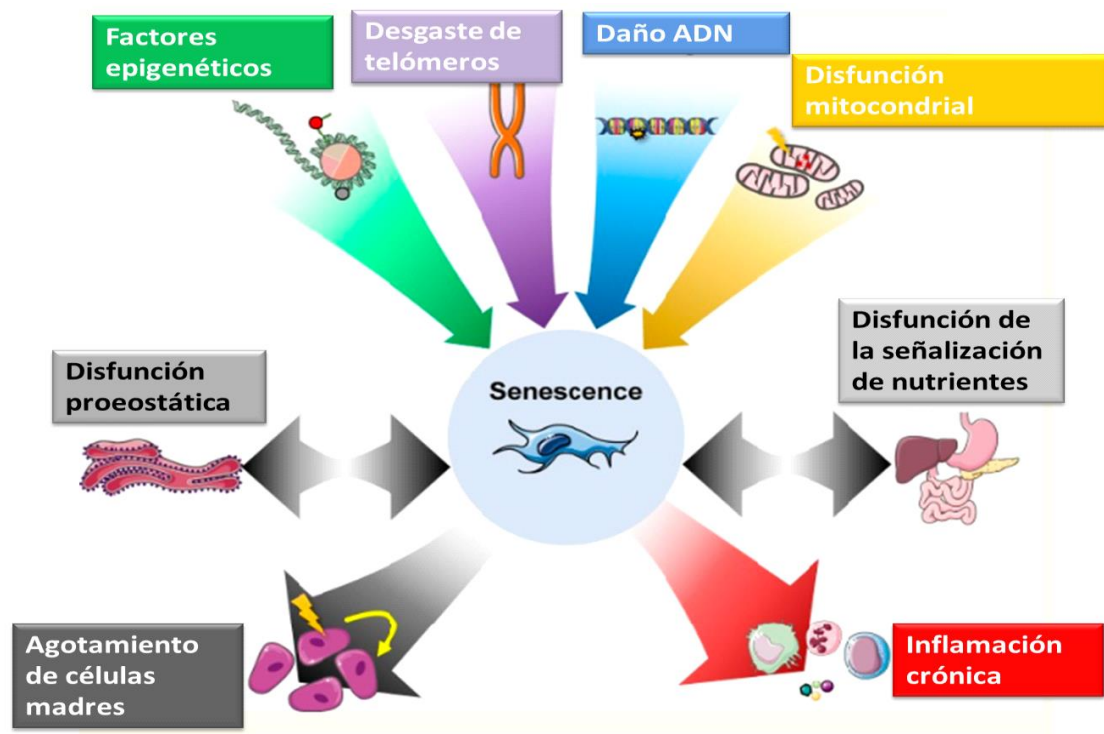 Factores
epigenéticos
Desgaste de
telómeros
Daño ADN
Disfunción
mitocondrial
Disfunción
proeostática
Senescence
Disfunción de
la señalización
de nutrientes
Agotamiento
de células
madres
Inflamación
crónica